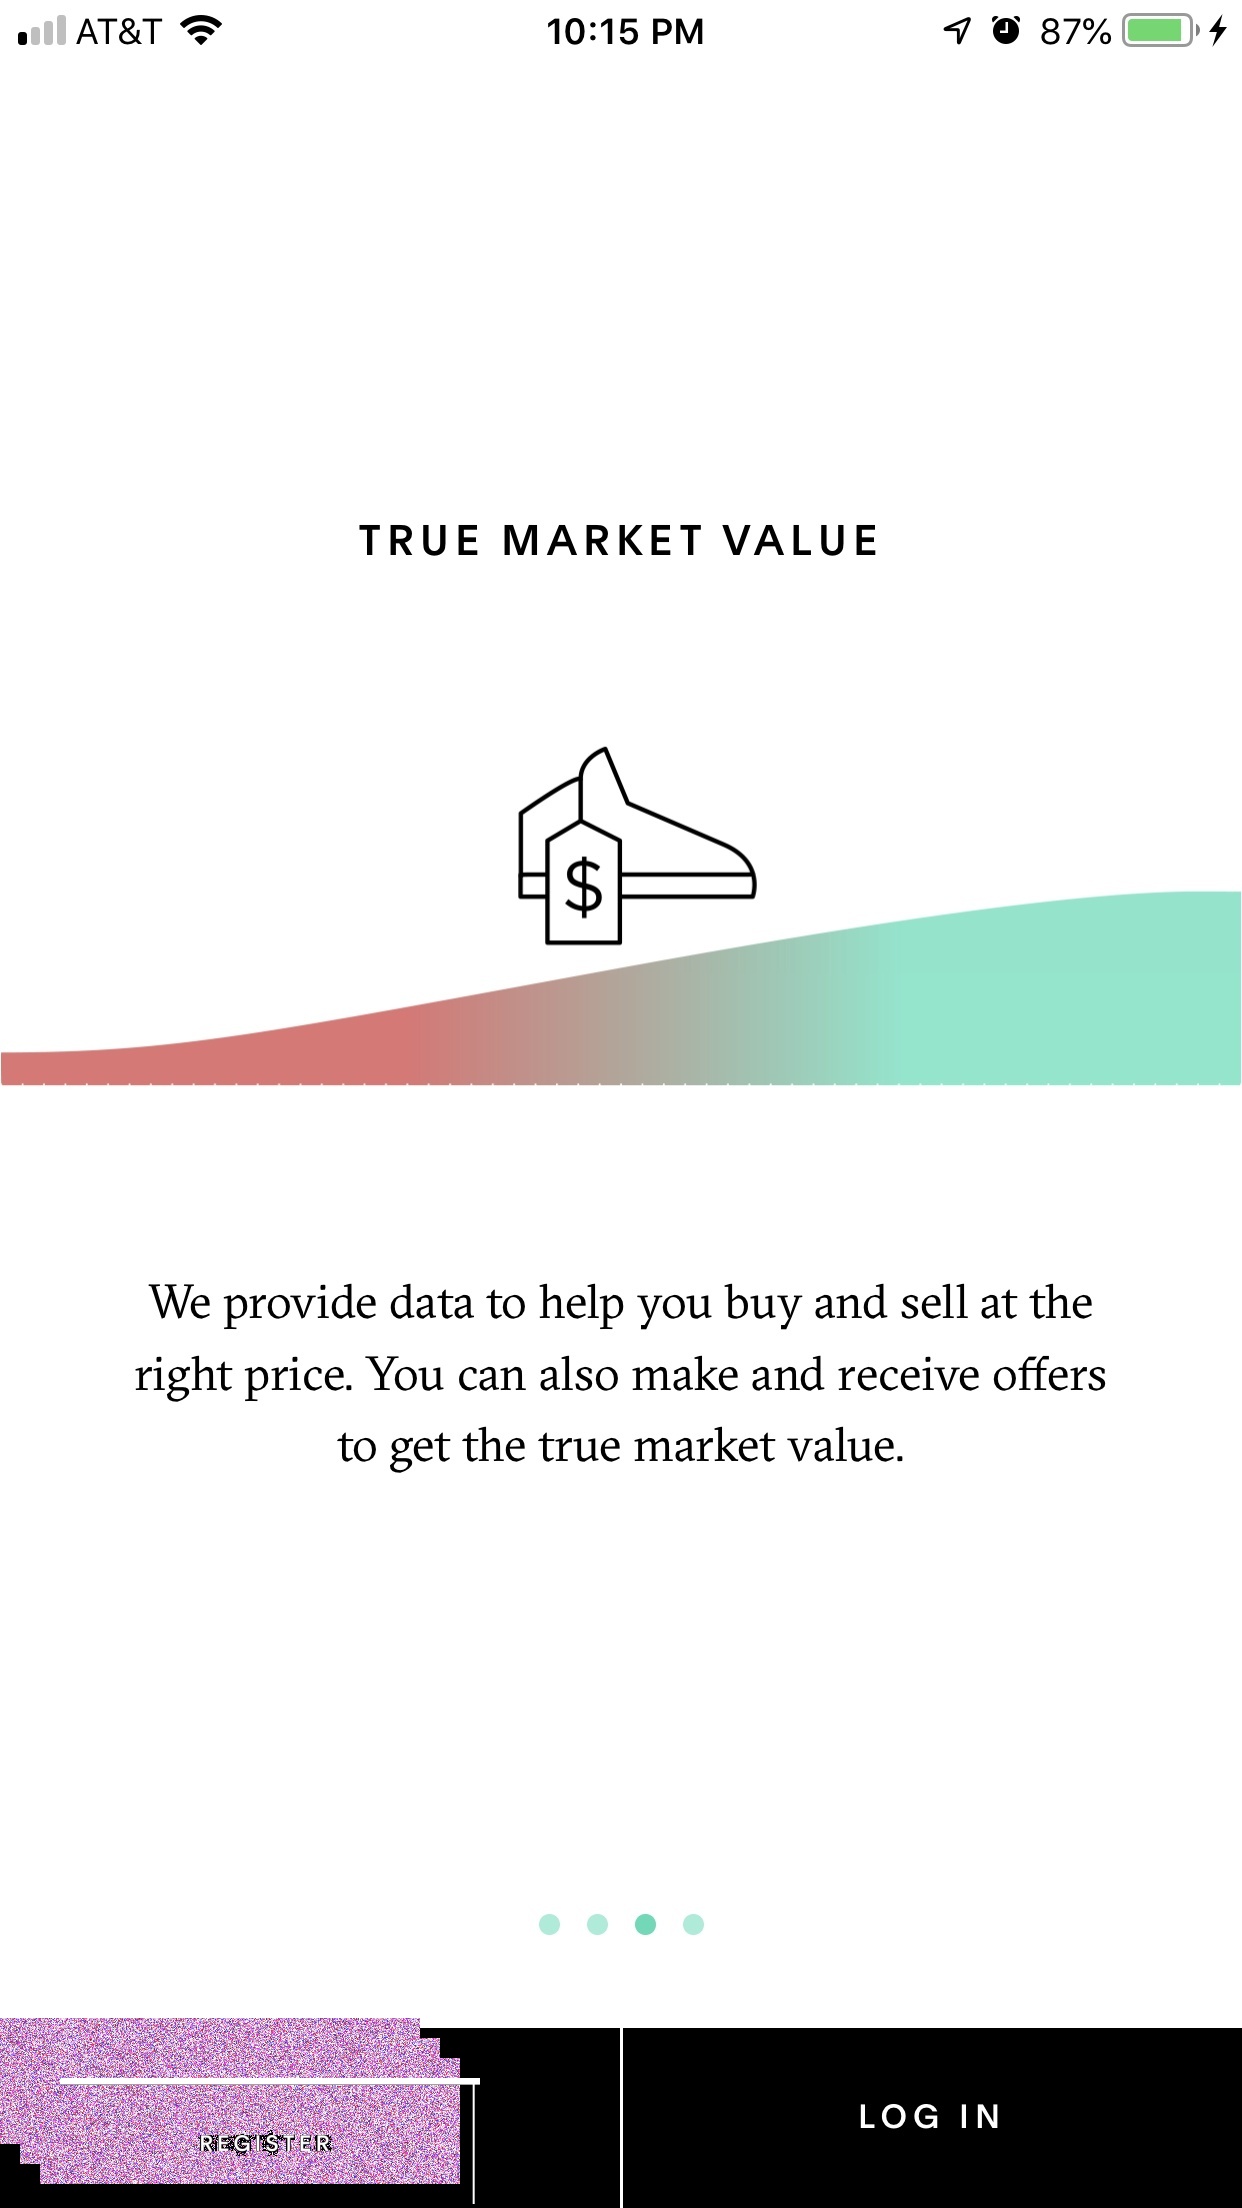 AT&T 10:15 PM 87%
TRUE MARKET VALUE
$
We provide data to help you buy and sell at the
right price. You can also make and receive offers
to get the true market value.
REGISTER LOG IN